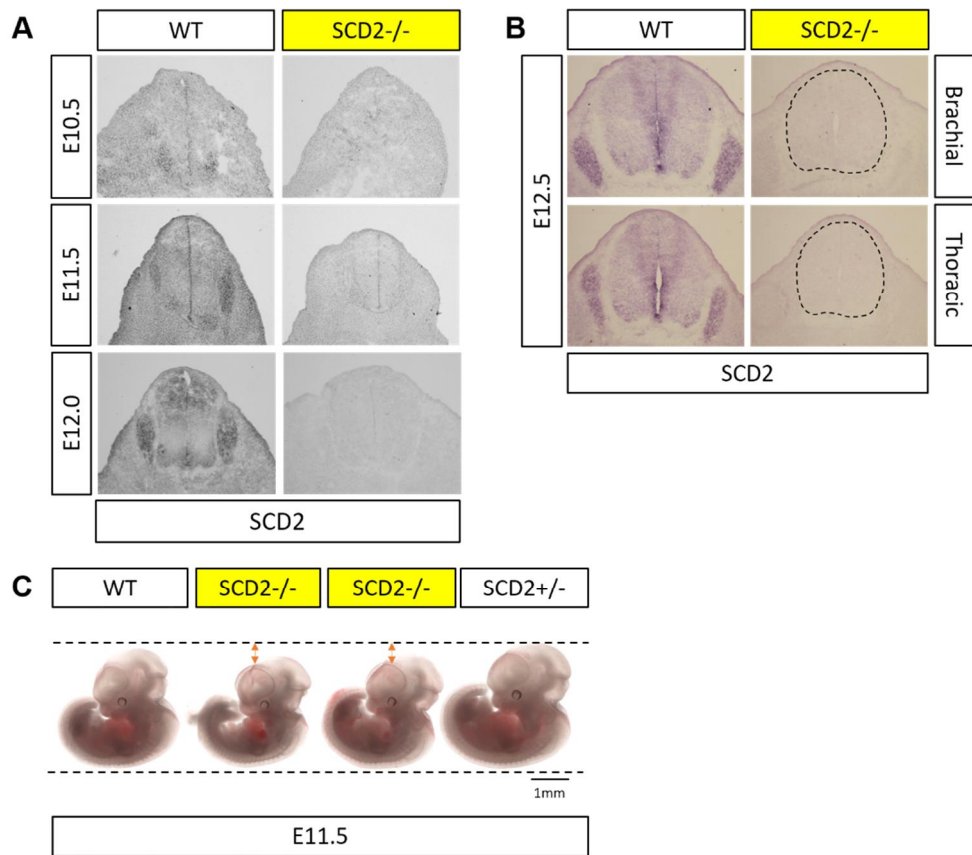 A
WT
SCD2-/-
E10.5
E11.5
E12.0
SCD2
B
WT
SCD2-/-
E12.5
Brachial
Thoracic
SCD2
C
WT
SCD2-/-
SCD2-/-
SCD2+/-
1mm
E11.5